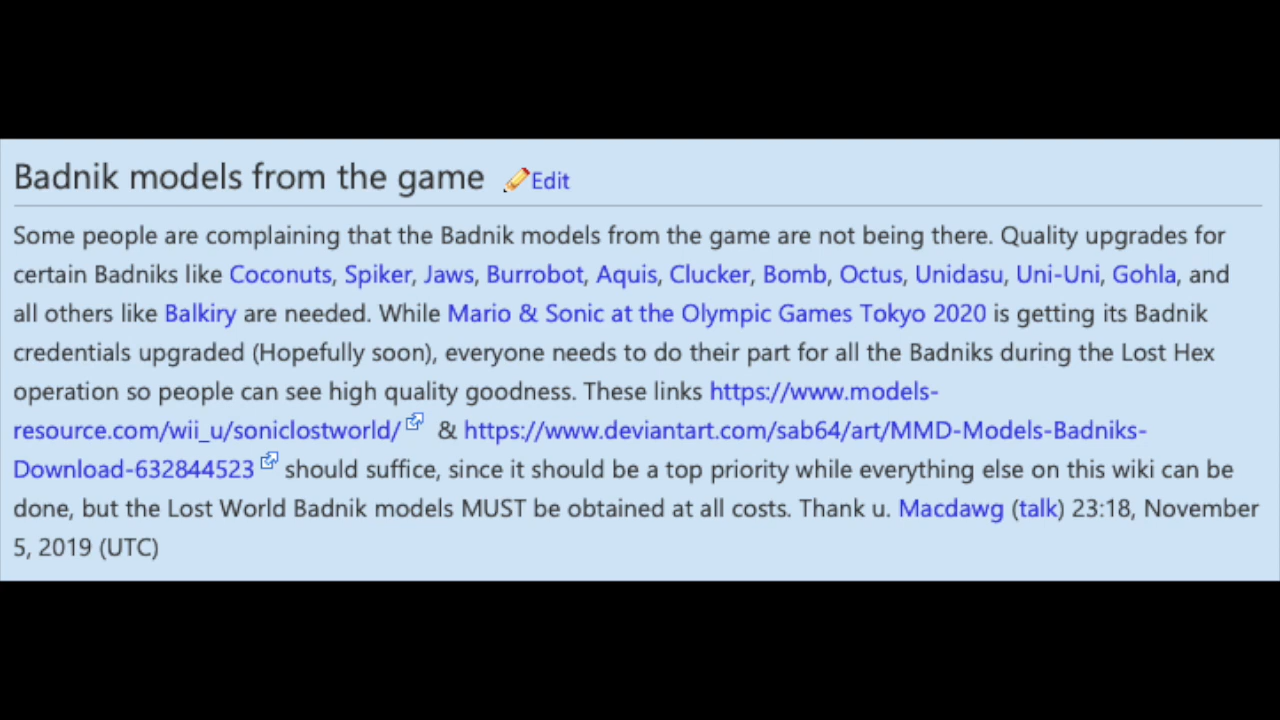 Badnik models from the game Edit
Some people are complaining that the Badnik models from the game are not being there. Quality upgrades for
certain Badniks like Coconuts, Spiker, Jaws, Burrobot, Aquis, Clucker, Bomb, Octus, Unidasu, Uni-Uni, Gohla, and
all others like Balkiry are needed. While Mario & Sonic at the Olympic Games Tokyo 2020 is getting its Badnik
credentials upgraded (Hopefully soon), everyone needs to do their part for all the Badniks during the Lost Hex
operation so people can see high quality goodness. These links https://www.models-
resource.com/wii_u/soniclostworld/ & https://www.deviantart.com/sab64/art/MMD-Models-Badniks-
Download-632844523 should suffice, since it should be a top priority while everything else on this wiki can be
done, but the Lost World Badnik models MUST be obtained at all costs. Thank u. Macdawg (talk) 23:18, November
5, 2019 (UTC)